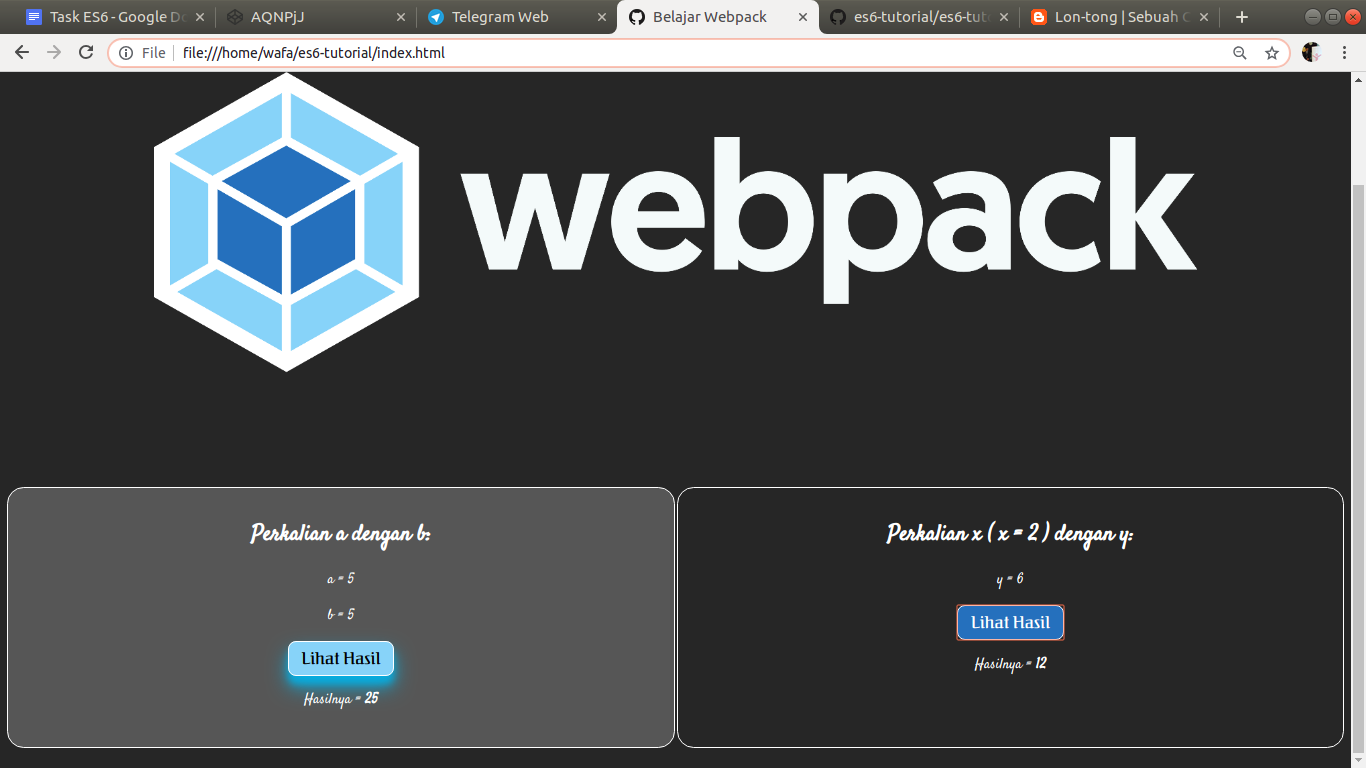 Task ES6 - Google Do
AQNPjJ
Telegram Web
Belajar Webpack
es6-tutorial/es6-tuto
Lon-tong | Sebuah C
File
file:///home/wafa/es6-tutorial/index.html
webpack
Perkalian a dengan b:
a = 5
b = 5
Lihat Hasil
Hasilnya = 25
Perkalian x ( x = 2 ) dengan y:
y = 6
Lihat Hasil
Hasilnya = 12